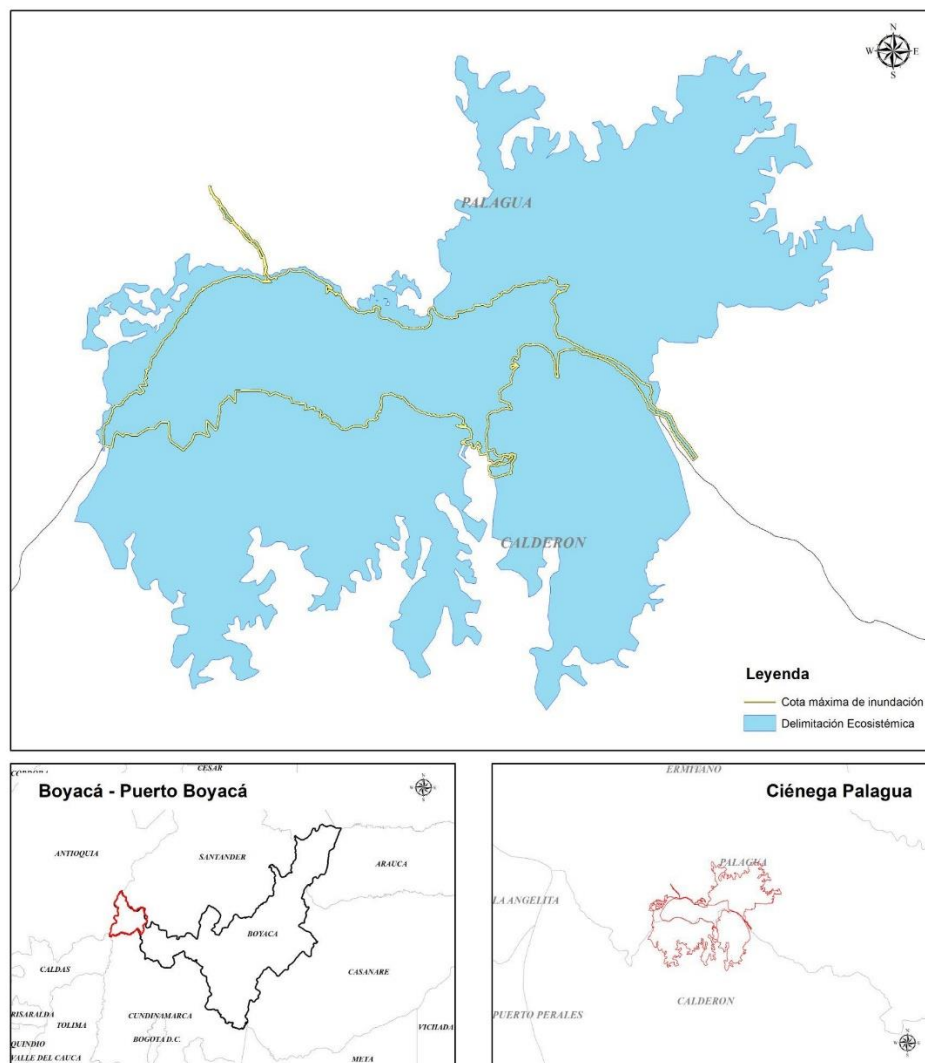 N
W E
S
PALAGUA
CALDERON
Leyenda
Cota máxima de inundación
Delimitación Ecosistémica
CESAR
Boyacá - Puerto Boyacá
ANTIOQUIA
SANTANDER
ARAUCA
BOYACA
CALDAS
CASANARE
RISARALDA
TOLIMA
CUNDINAMARCA
VICHADA
BOGOTA D.C.
QUINDIO
META
VALLE DEL CAUCA
ERMITANO
Ciénega Palagua
PALAGUA
LA ANGELITA
CALDERON
PUERTO PERALES